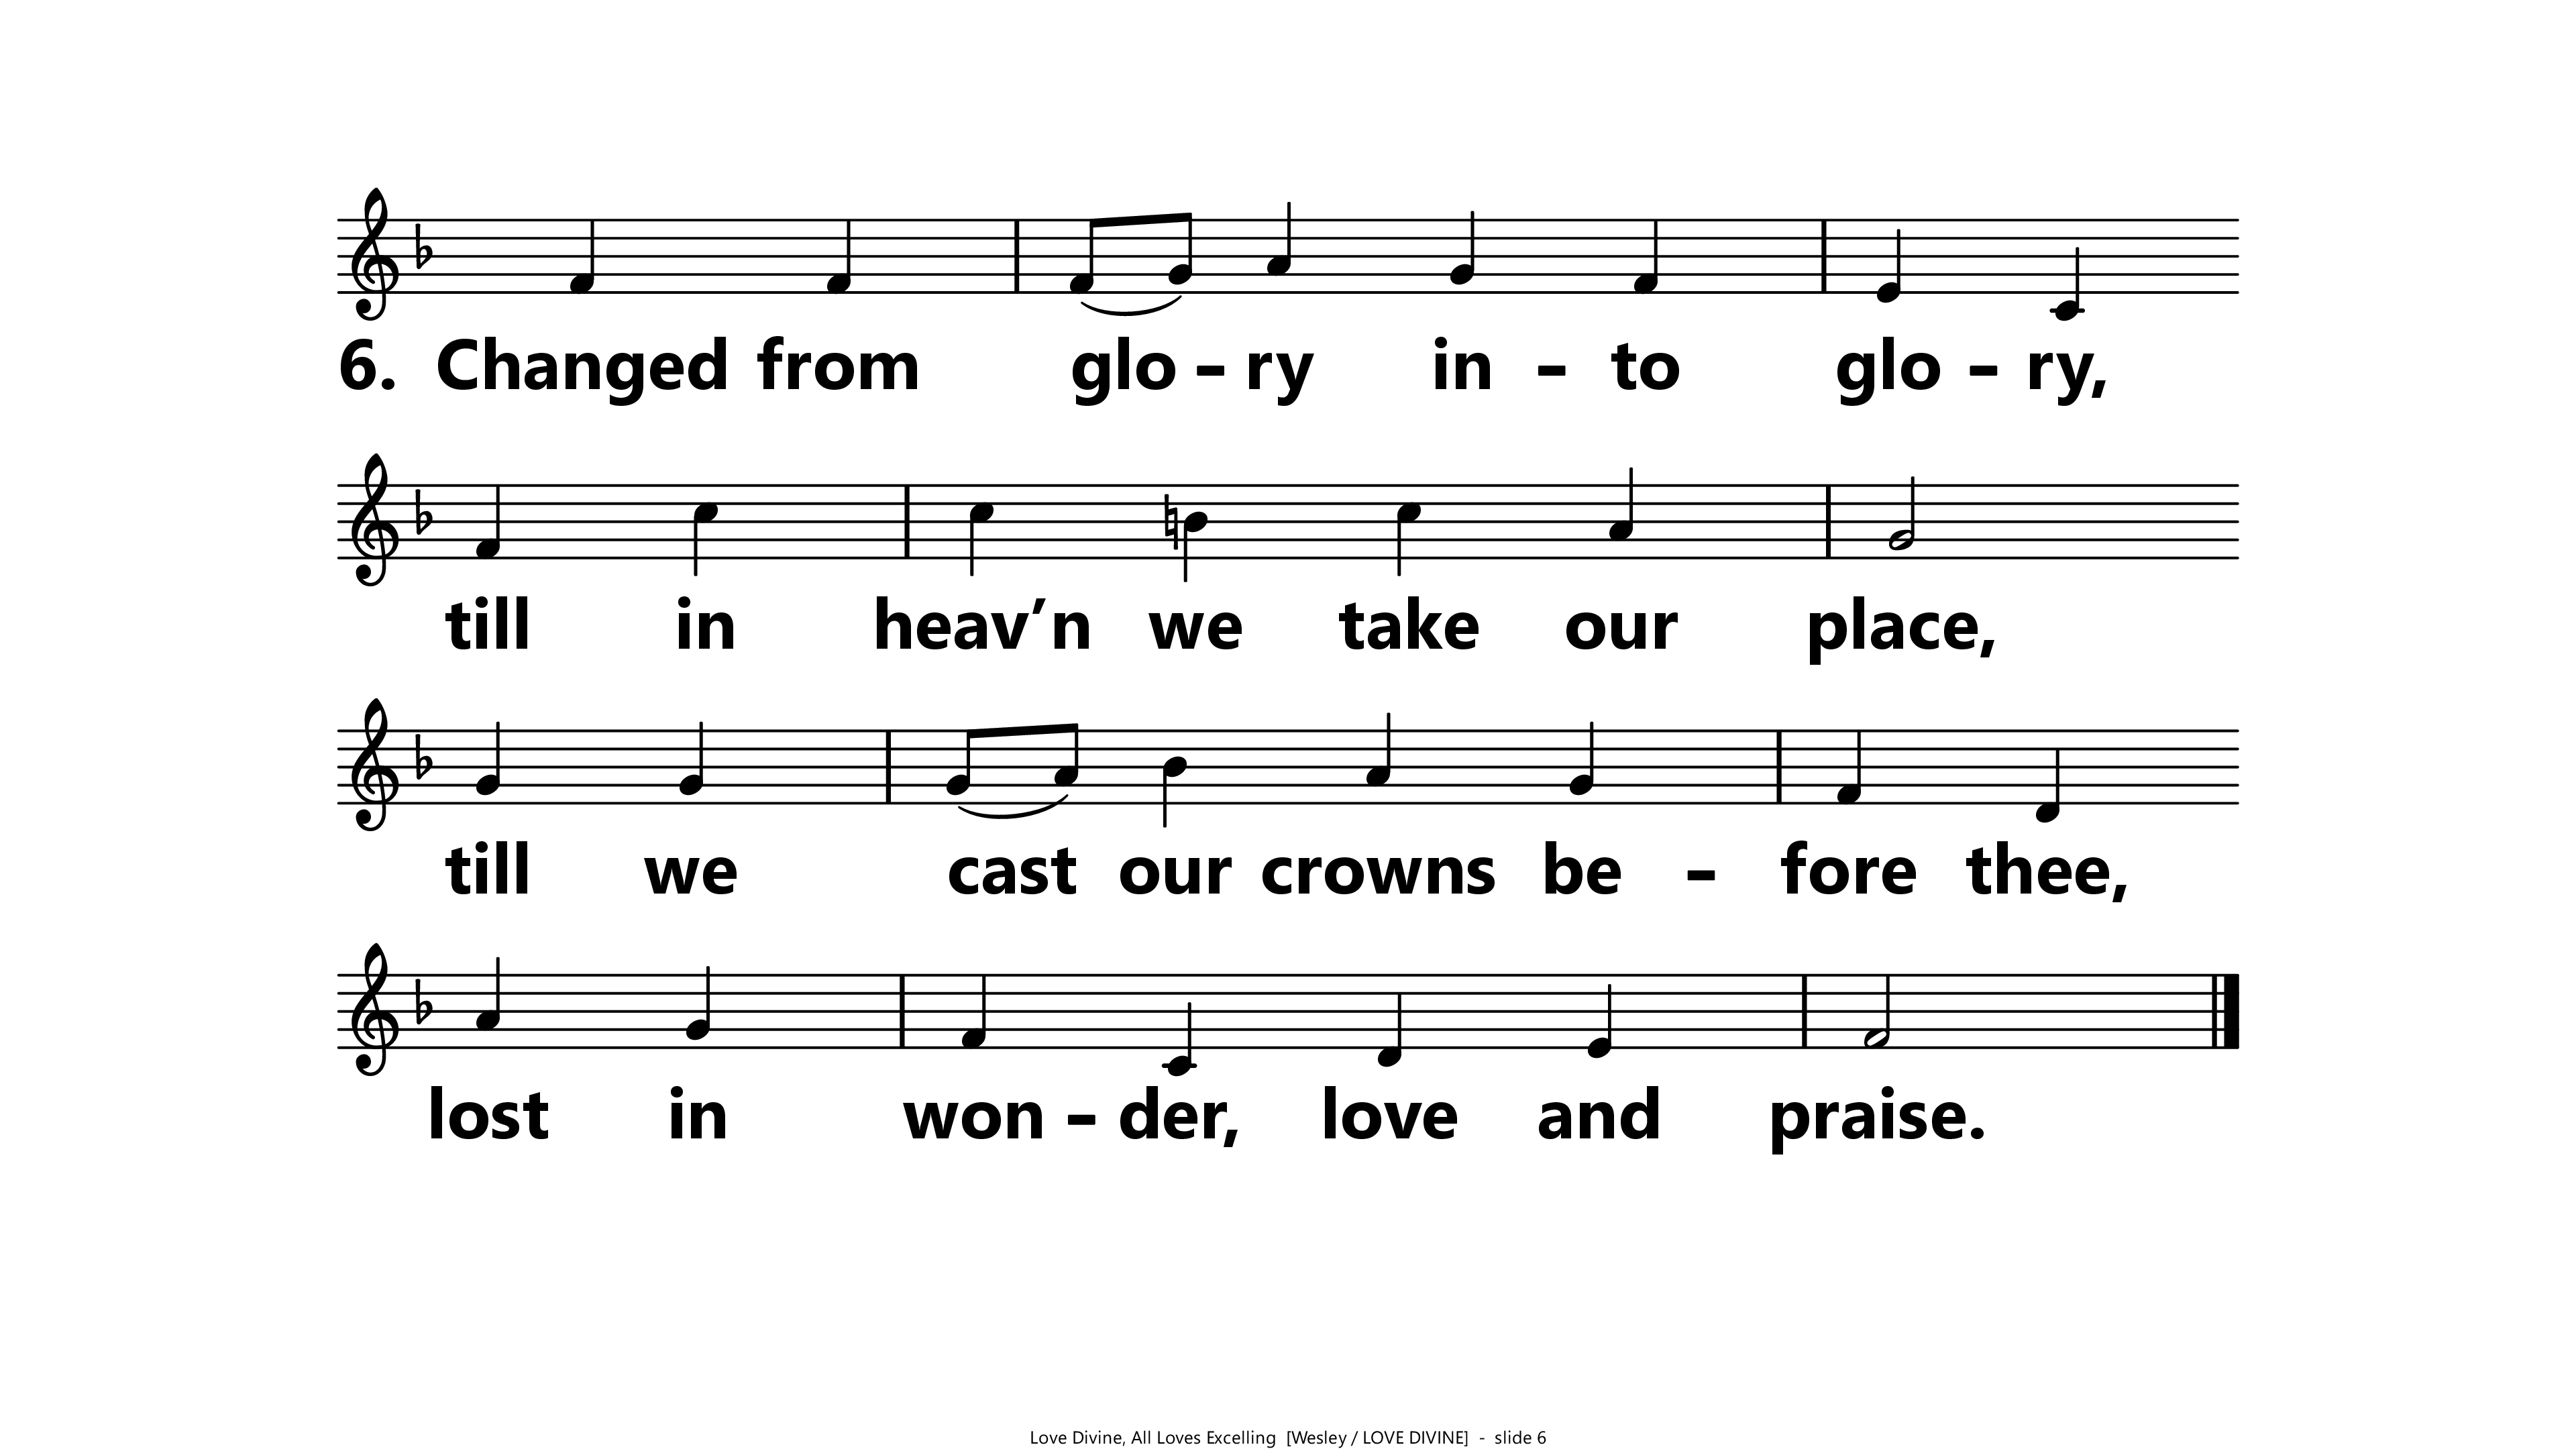 6. Changed from glo – ry in – to glo – ry,
till in heav’n we take our place,
till we cast our crowns be – fore thee,
lost in won – der, love and praise.
Love Divine, All Loves Excelling [Wesley / LOVE DIVINE] - slide 6